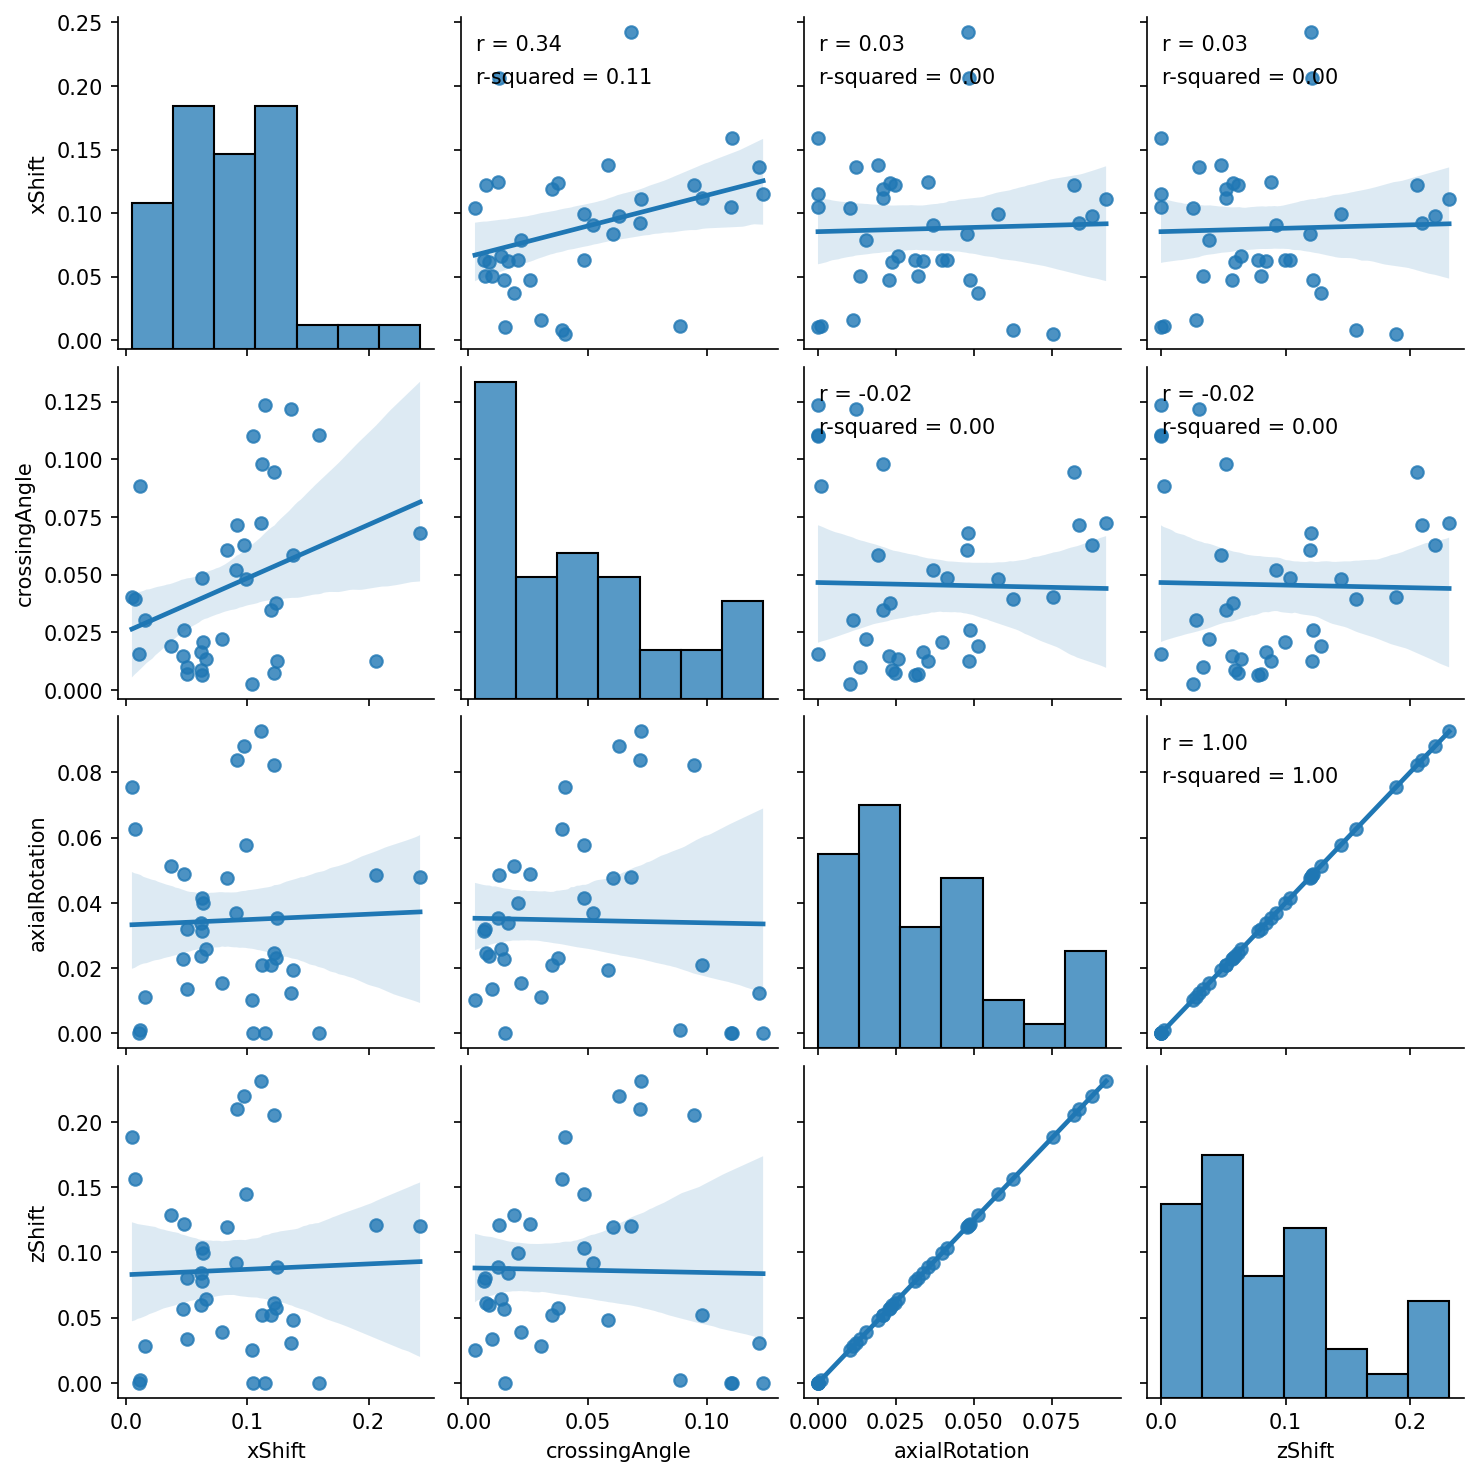 0.25
r = 0.34
r = 0.03
r = 0.03
0.20
r-squared = 0.11
r-squared = 0.00
r-squared = 0.00
0.15
xShift
0.10
0.05
0.00
0.125
r = -0.02
r = -0.02
r-squared = 0.00
r-squared = 0.00
0.100
0.075
crossingAngle
0.050
0.025
0.000
r = 1.00
0.08
r-squared = 1.00
0.06
axialRotation
0.04
0.02
0.00
0.20
0.15
zShift
0.10
0.05
0.00
0.0 0.1 0.2
0.00 0.05 0.10
0.000 0.025 0.050 0.075
0.0 0.1 0.2
xShift
crossingAngle
axialRotation
zShift